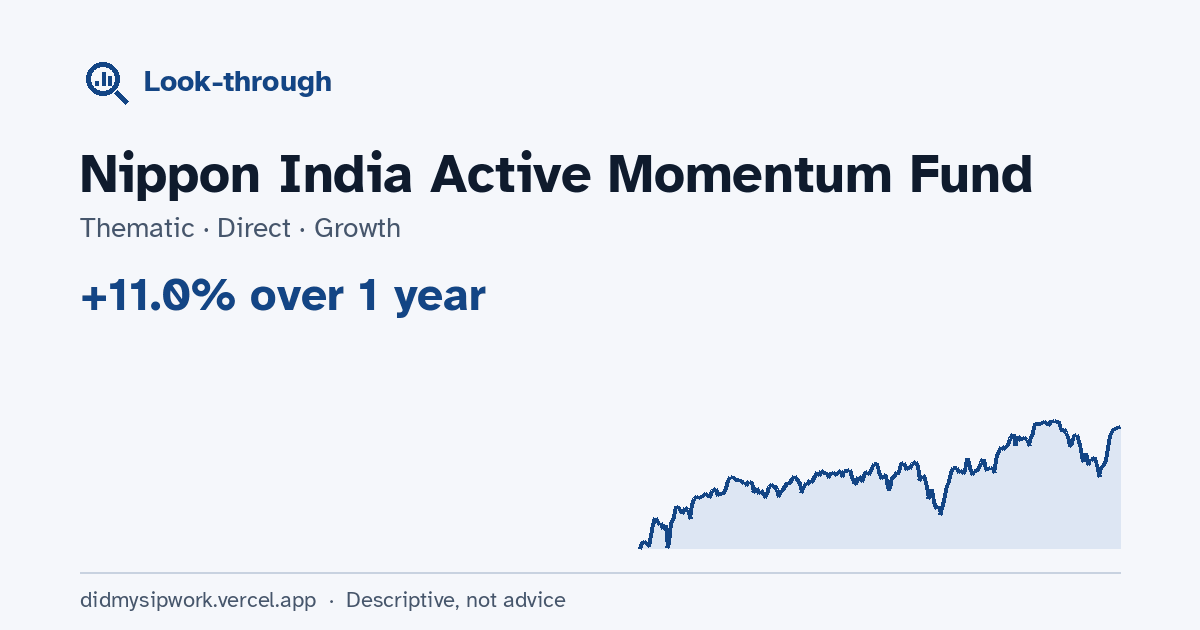 Look-through
Nippon India Active Momentum Fund
Thematic · Direct · Growth
+11.0% over 1 year
didmysipwork.vercel.app · Descriptive, not advice